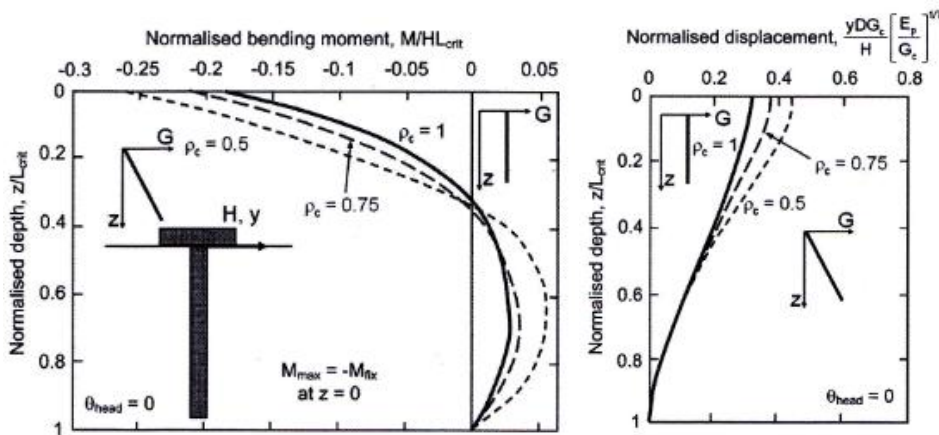 Normalised bending moment, M/HL_crit
-0.3 -0.25 -0.2 -0.15 -0.1 -0.05 0 0.05
0
0.2
0.4
0.6
0.8
1
Normalised depth, z/L_crit
G
ρ_c = 0.5
z
H, y
ρ_c = 1
ρ_c = 0.75
G
z
M_max = -M_fix
at z = 0
θ_head = 0
Normalised displacement, yDG_c/H [E_p/G_c]
0 0.2 0.4 0.6 0.8
0
0.2
0.4
0.6
0.8
1
Normalised depth, z/L_crit
G
ρ_c = 1
z
ρ_c = 0.75
ρ_c = 0.5
G
z
θ_head = 0